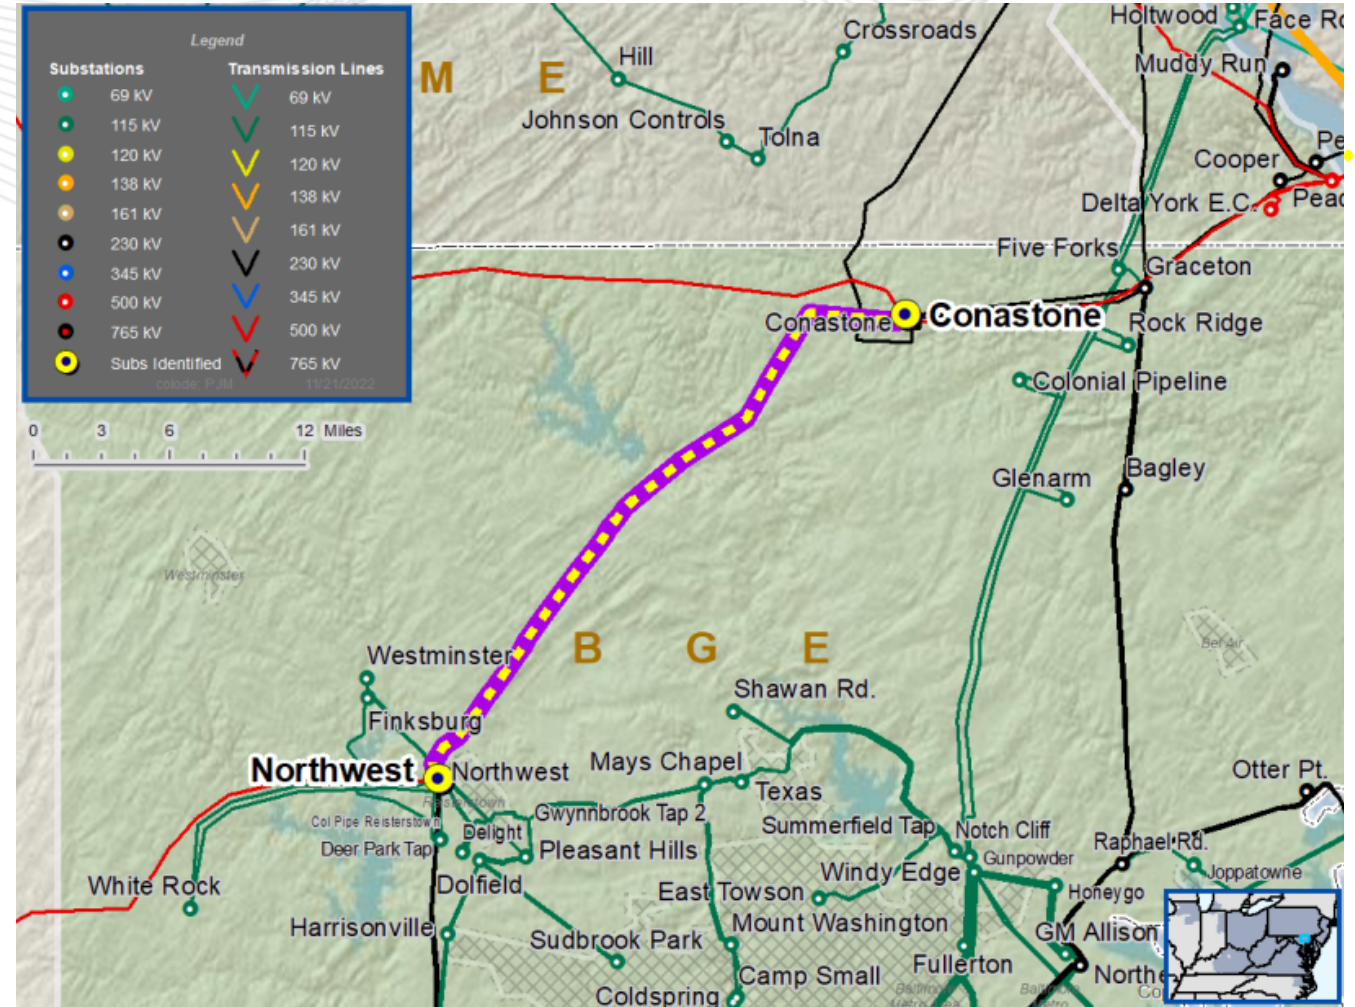 Legend
Substations
Transmission Lines
69 kV
69 kV
115 kV
115 kV
120 kV
120 kV
138 kV
138 kV
161 kV
161 kV
230 kV
230 kV
345 kV
345 kV
500 kV
500 kV
765 kV
765 kV
Subs Identified
colode: PJM
11/21/2022
0 3 6 12 Miles
M E
Hill
Crossroads
Johnson Controls
Tolna
Holtwood
Muddy Run
Cooper
Delta York E.C.
Five Forks
Graceton
Conastone
Conastone
Rock Ridge
Colonial Pipeline
Glenarm
Bagley
Westminster
Bel Air
B G E
Westminster
Shawan Rd.
Finksburg
Northwest
Northwest
Mays Chapel
Texas
Otter Pt.
Reisterstown
Col Pipe Reisterstown
Gwynnbrook Tap 2
Delight
Deer Park Tap
Pleasant Hills
Summerfield Tap
Notch Cliff
Raphael Rd.
Gunpowder
Windy Edge
Joppatowne
White Rock
Dolfield
East Towson
Honeygo
Harrisonville
Mount Washington
GM Allison
Sudbrook Park
Fullerton
Camp Small
Coldspring